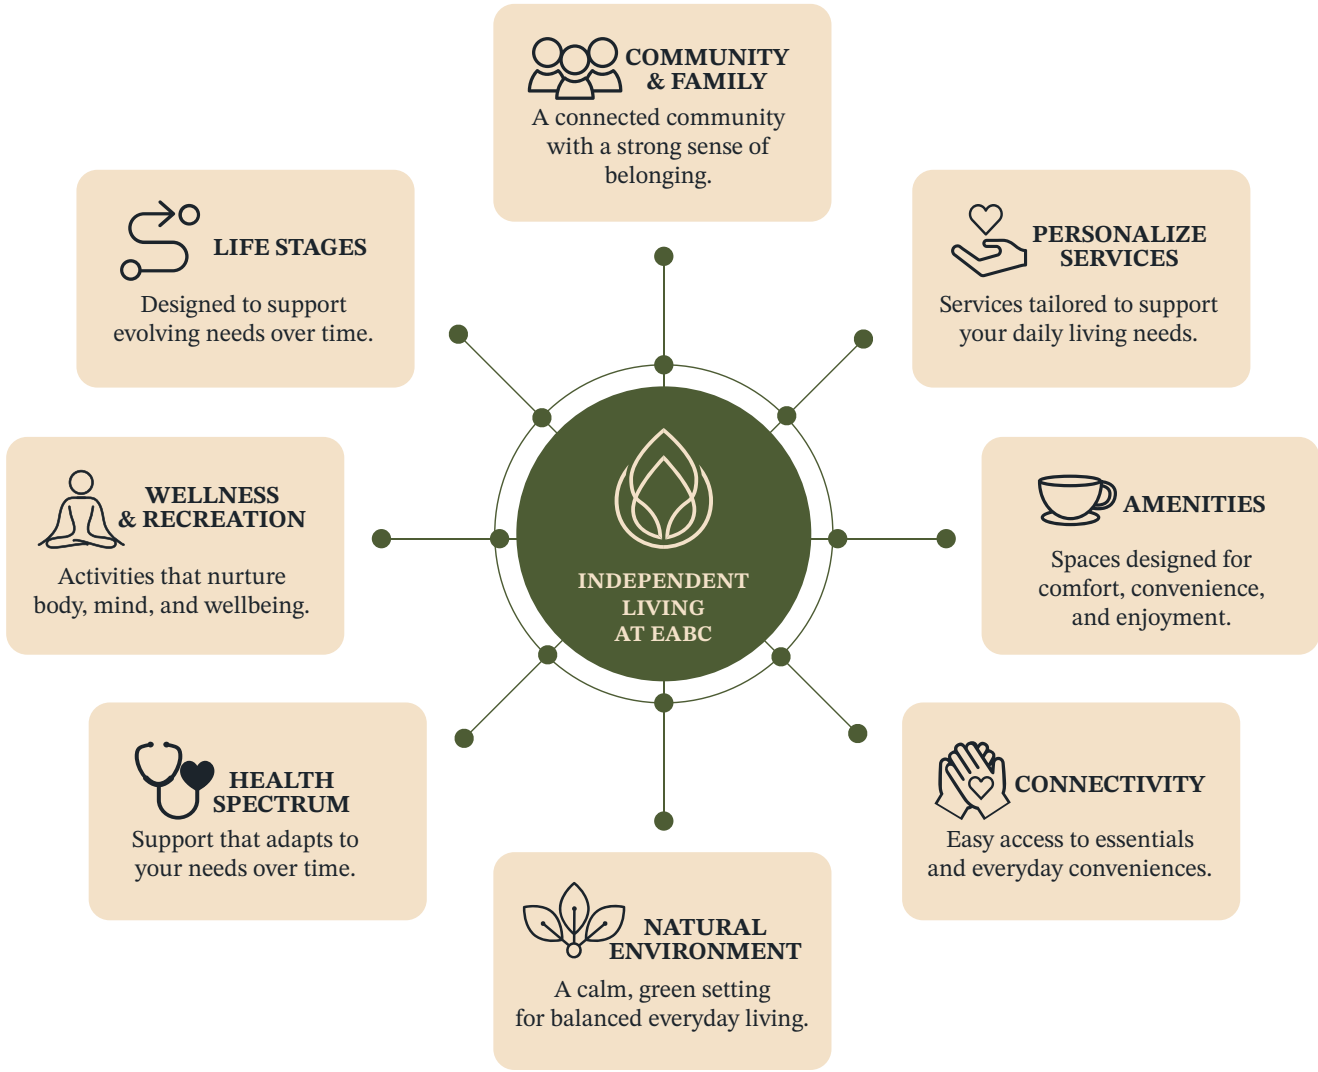 COMMUNITY
& FAMILY
A connected community
with a strong sense of
belonging.
LIFE STAGES
Designed to support
evolving needs over time.
PERSONALIZE
SERVICES
Services tailored to support
your daily living needs.
WELLNESS
& RECREATION
Activities that nurture
body, mind, and wellbeing.
INDEPENDENT
LIVING
AT EABC
AMENITIES
Spaces designed for
comfort, convenience,
and enjoyment.
HEALTH
SPECTRUM
Support that adapts to
your needs over time.
CONNECTIVITY
Easy access to essentials
and everyday conveniences.
NATURAL
ENVIRONMENT
A calm, green setting
for balanced everyday living.